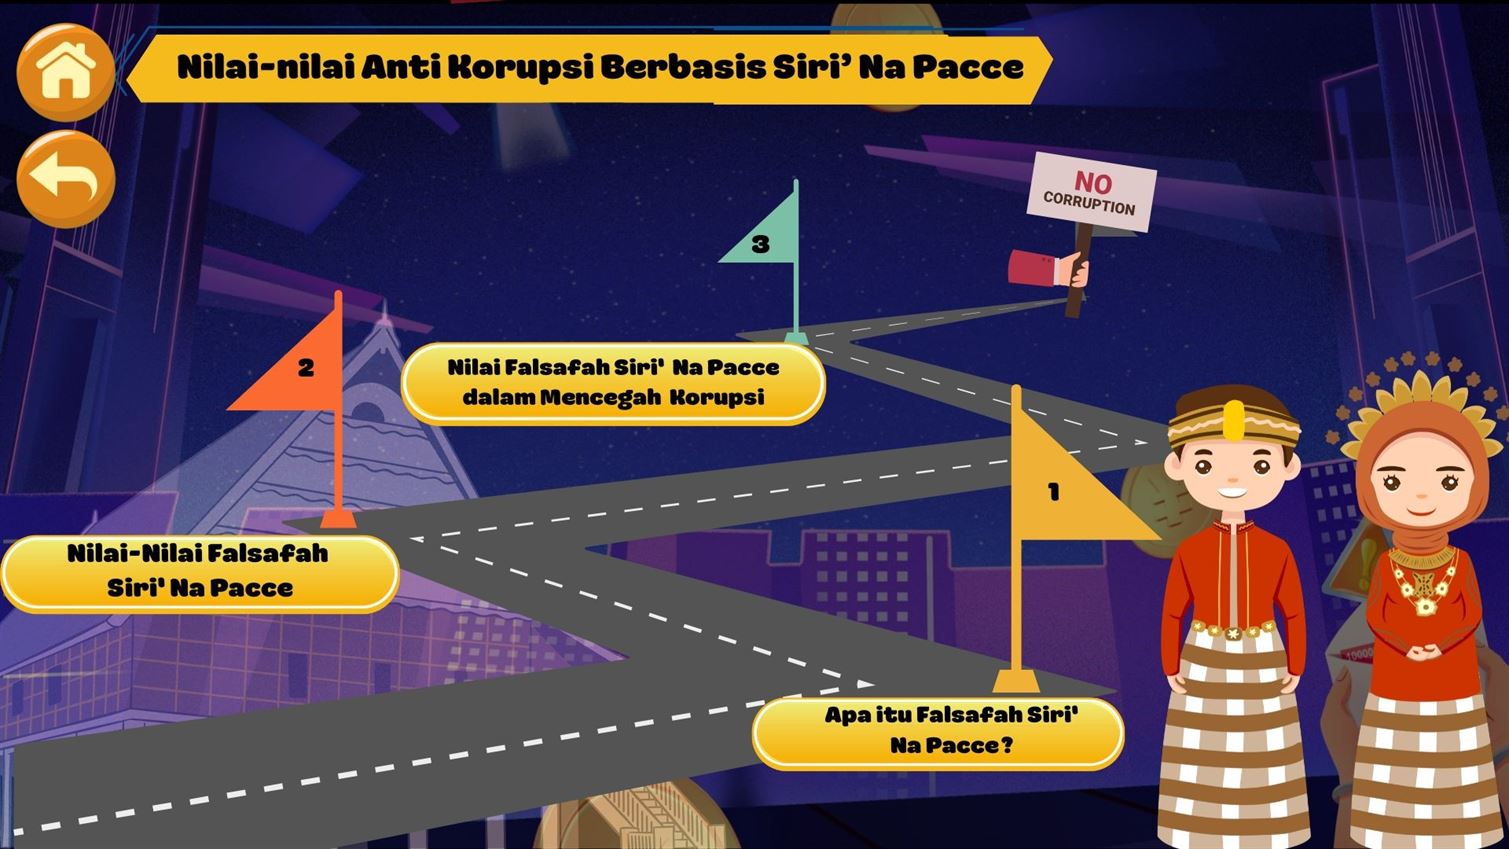 Nilai-nilai Anti Korupsi Berbasis Siri’ Na Pacce
NO
CORRUPTION
3
Nilai Falsafah Siri' Na Pacce
dalam Mencegah Korupsi
2
Nilai-Nilai Falsafah
Siri' Na Pacce
1
Apa itu Falsafah Siri'
Na Pacce?